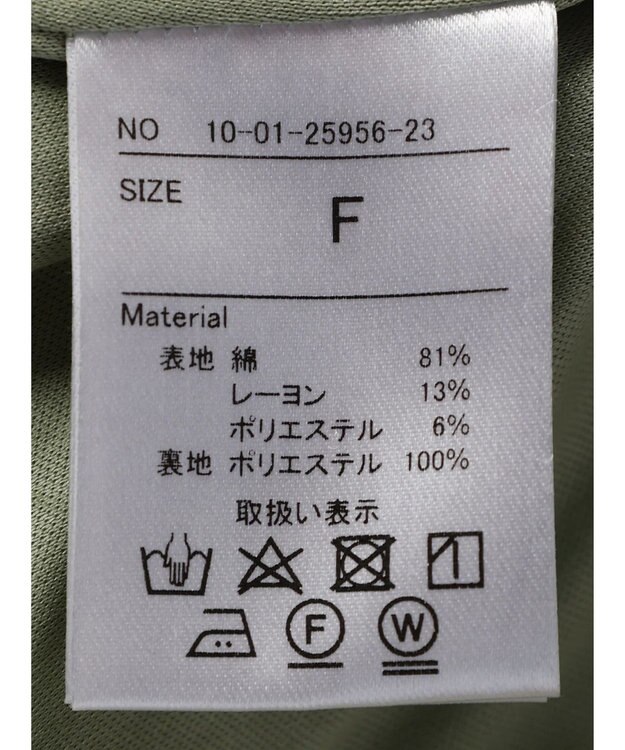 NO 10-01-25956-23
SIZE F
Material
表地 綿 81%
レーヨン 13%
ポリエステル 6%
裏地 ポリエステル 100%
取扱い表示
F W